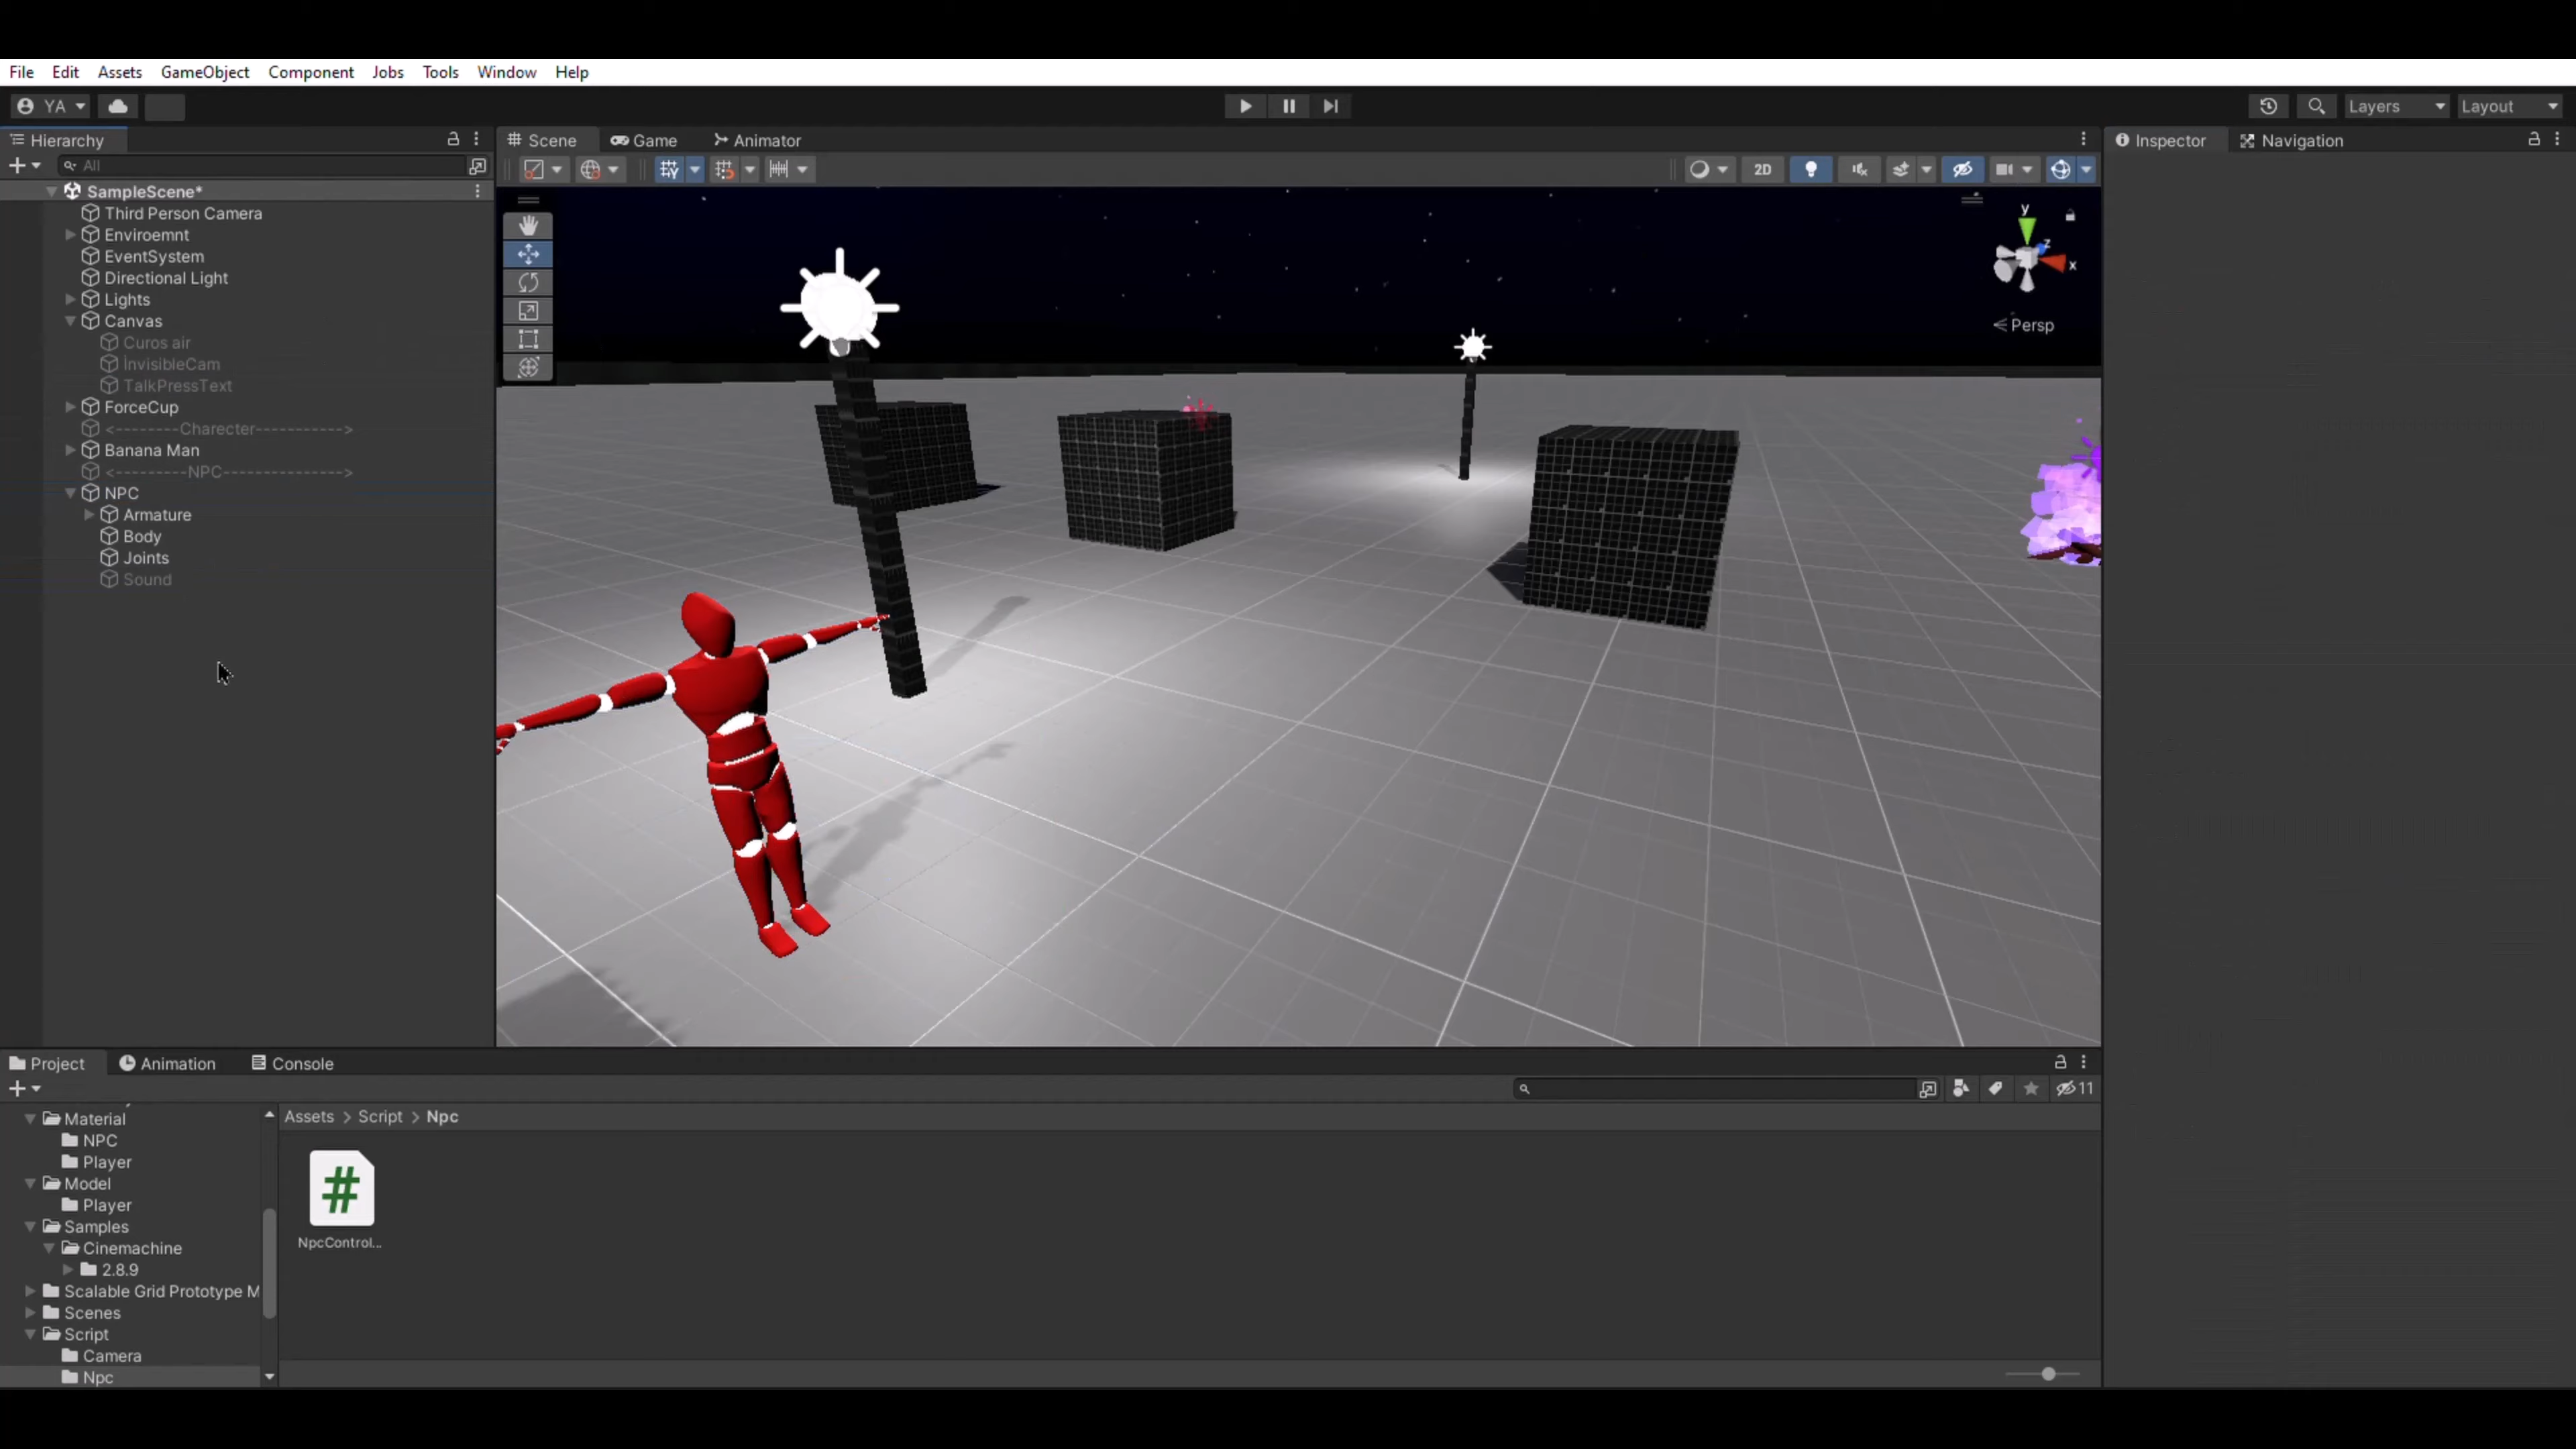 File Edit Assets GameObject Component Jobs Tools Window Help
YA
Layers Layout
Hierarchy
All
SampleScene*
Third Person Camera
Enviroemnt
EventSystem
Directional Light
Lights
Canvas
Curos air
InvisibleCam
TalkPressText
ForceCup
<--------Charecter----------->
Banana Man
<---------NPC--------------->
NPC
Armature
Body
Joints
Sound
Scene Game Animator
2D
y
z
x
Persp
Inspector Navigation
Project Animation Console
11
Material
NPC
Player
Model
Player
Samples
Cinemachine
2.8.9
Scalable Grid Prototype M
Scenes
Script
Camera
Npc
Assets > Script > Npc
#
NpcControl...